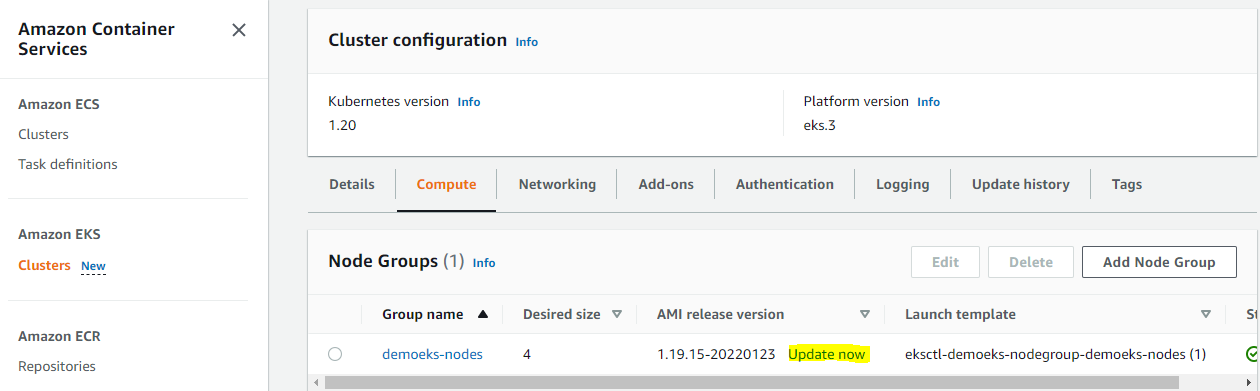 Amazon Container
Services
Amazon ECS
Clusters
Task definitions
Amazon EKS
Clusters New
Amazon ECR
Repositories
Cluster configuration Info
Kubernetes version Info
1.20
Platform version Info
eks.3
Details Compute Networking Add-ons Authentication Logging Update history Tags
Node Groups (1) Info
Edit Delete Add Node Group
Group name Desired size AMI release version Launch template
demoeks-nodes 4 1.19.15-20220123 Update now eksctl-demoeks-nodegroup-demoeks-nodes (1)